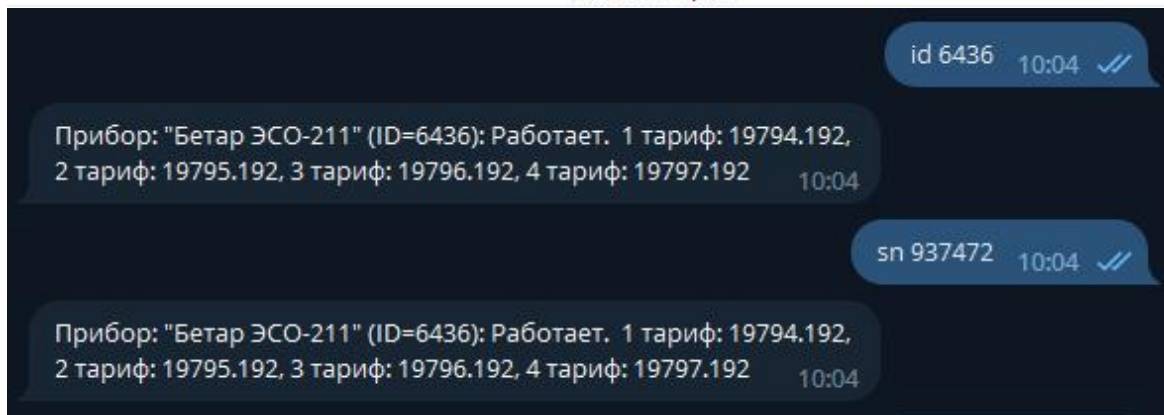 id 6436 10:04
Прибор: "Бетар ЭСО-211" (ID=6436): Работает.  1 тариф: 19794.192,
2 тариф: 19795.192, 3 тариф: 19796.192, 4 тариф: 19797.192 10:04
sn 937472 10:04
Прибор: "Бетар ЭСО-211" (ID=6436): Работает.  1 тариф: 19794.192,
2 тариф: 19795.192, 3 тариф: 19796.192, 4 тариф: 19797.192 10:04